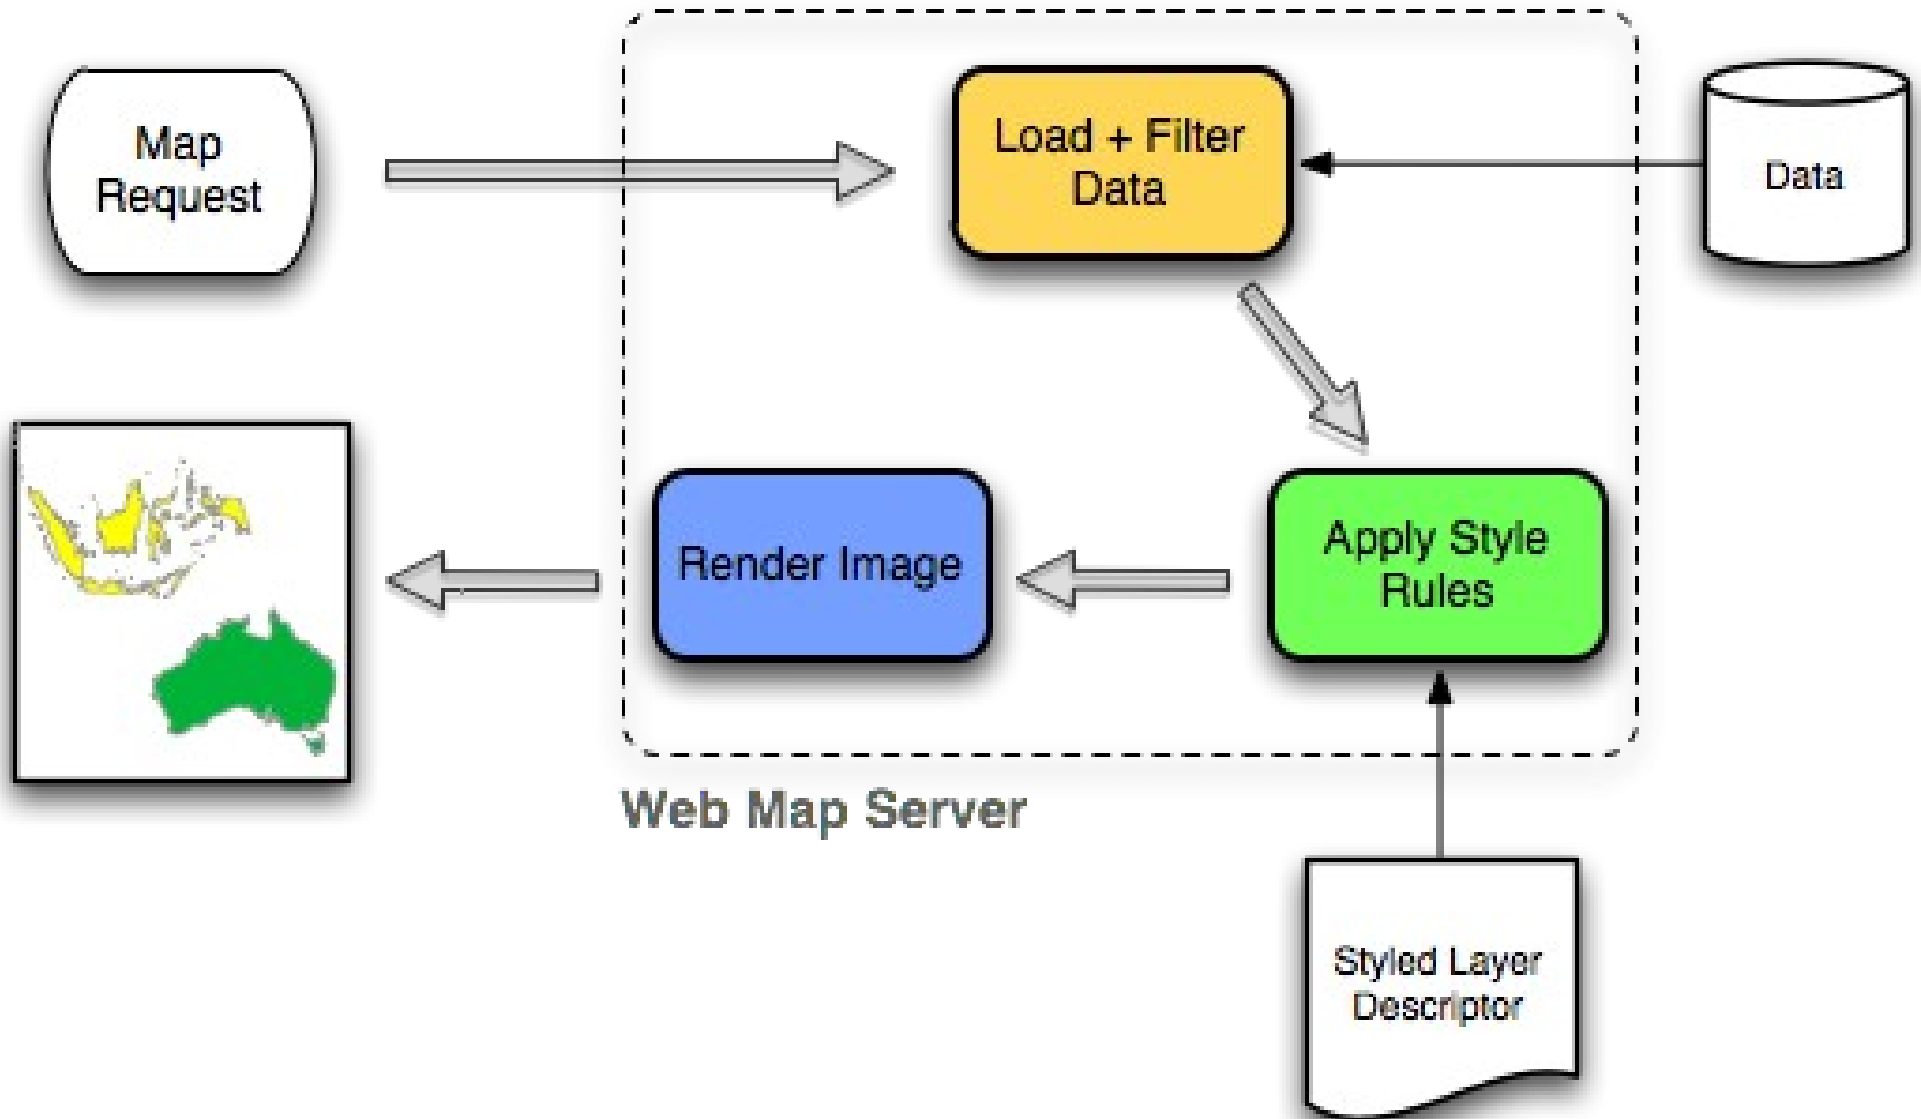 Map
Request
Load + Filter
Data
Data
Render Image
Apply Style
Rules
Web Map Server
Styled Layer
Descriptor